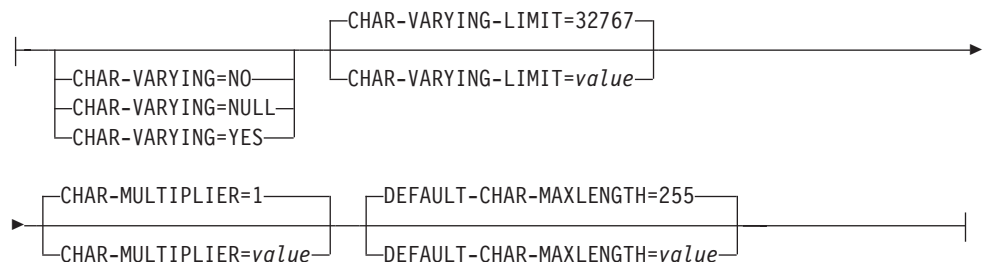 CHAR-VARYING-LIMIT=32767
CHAR-VARYING=NO
CHAR-VARYING-LIMIT=value
CHAR-VARYING=NULL
CHAR-VARYING=YES
CHAR-MULTIPLIER=1
DEFAULT-CHAR-MAXLENGTH=255
CHAR-MULTIPLIER=value
DEFAULT-CHAR-MAXLENGTH=value